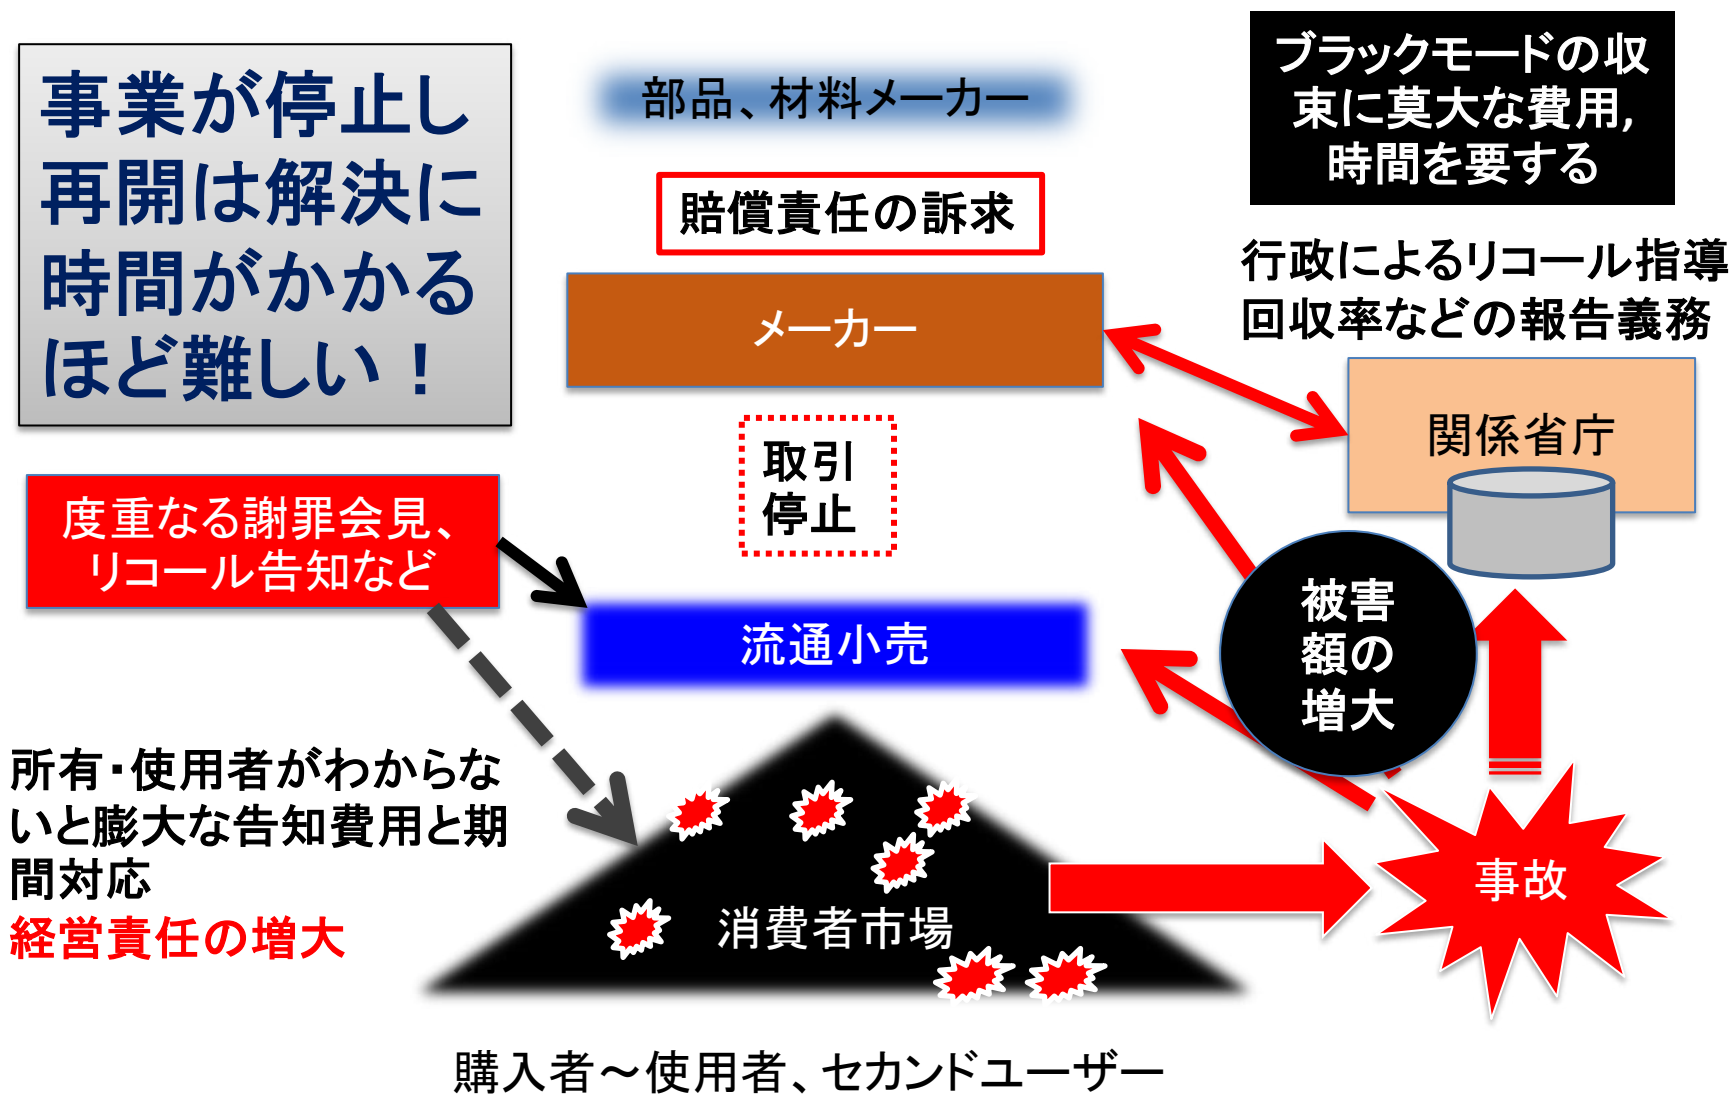 事業が停止し
再開は解決に
時間がかかる
ほど難しい！
部品、材料メーカー
賠償責任の訴求
メーカー
ブラックモードの収
束に莫大な費用,
時間を要する
行政によるリコール指導
回収率などの報告義務
関係省庁
取引
停止
度重なる謝罪会見、
リコール告知など
流通小売
被害
額の
増大
所有・使用者がわからな
いと膨大な告知費用と期
間対応
経営責任の増大
消費者市場
事故
購入者～使用者、セカンドユーザー